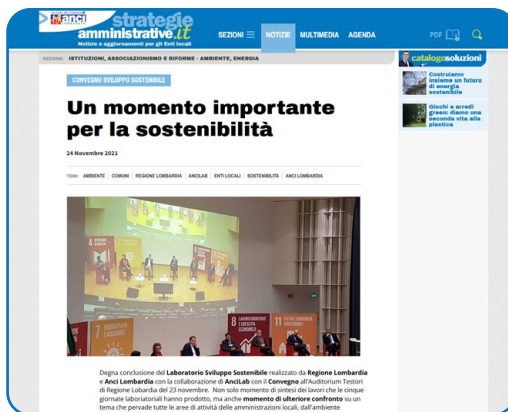 anci
strategie
amministrative.it
Notizie e aggiornamenti per gli Enti locali
SEZIONI NOTIZIE MULTIMEDIA AGENDA
PDF
SEZIONE: ISTITUZIONI, ASSOCIAZIONISMO E RIFORME - AMBIENTE, ENERGIA
catalogosoluzioni
CONVEGNO SVILUPPO SOSTENIBILE
Costruiamo
insieme un futuro
di energia
sostenibile
Un momento importante
per la sostenibilità
Giochi e arredi
green: diamo una
seconda vita alla
plastica
24 Novembre 2021
TEMI: AMBIENTE COMUNI REGIONE LOMBARDIA ANCILAB ENTI LOCALI SOSTENIBILITÀ ANCI LOMBARDIA
7
8
11
Degna conclusione del Laboratorio Sviluppo Sostenibile realizzato da Regione Lombardia
e Anci Lombardia con la collaborazione di AnciLab con il Convegno all'Auditorium Testori
di Regione Lobardia del 23 novembre. Non solo momento di sintesi dei lavori che le cinque
giornate laboratoriali hanno prodotto, ma anche momento di ulteriore confronto su un
tema che pervade tutte le aree di attività delle amministrazioni locali, dall'ambiente